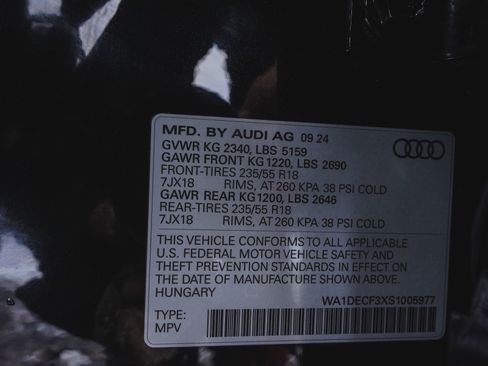 MFD. BY AUDI AG 09 24
GVWR KG 2340, LBS 5159
GAWR FRONT KG 1220, LBS 2690
FRONT-TIRES 235/55 R18
7JX18 RIMS, AT 260 KPA 38 PSI COLD
GAWR REAR KG 1200, LBS 2646
REAR-TIRES 235/55 R18
7JX18 RIMS, AT 260 KPA 38 PSI COLD
THIS VEHICLE CONFORMS TO ALL APPLICABLE
U.S. FEDERAL MOTOR VEHICLE SAFETY AND
THEFT PREVENTION STANDARDS IN EFFECT ON
THE DATE OF MANUFACTURE SHOWN ABOVE.
HUNGARY
WA1DECF3XS1005977
TYPE:
MPV